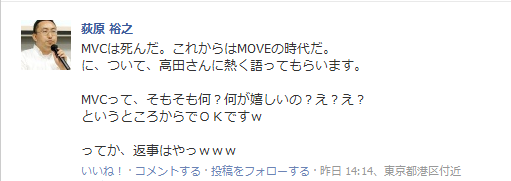 荻原 裕之
MVCは死んだ。これからはMOVEの時代だ。
に、ついて、高田さんに熱く語ってもらいます。
MVCって、そもそも何？何が嬉しいの？え？え？
というところからでＯＫですｗ
ってか、返事はやっｗｗｗ
いいね！・コメントする・投稿をフォローする・昨日 14:14、東京都港区付近